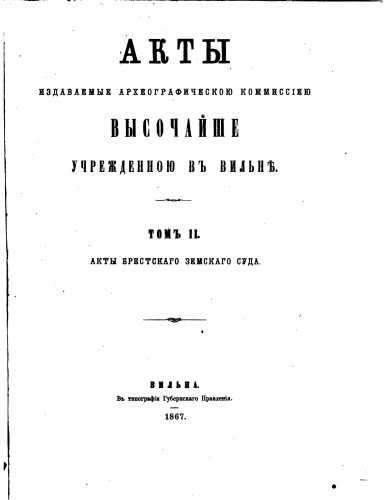 АКТЫ
ИЗДАВАЕМЫЕ АРХЕОГРАФИЧЕСКОЮ КОММИССІЕЮ
ВЫСОЧАЙШЕ
УЧРЕЖДЕННОЮ ВЪ ВИЛЬНѢ.
ТОМЪ II.
АКТЫ БРЕСТСКАГО ЗЕМСКАГО СУДА.
ВИЛЬНА.
Въ типографіи Губернскаго Правленія.
1867.